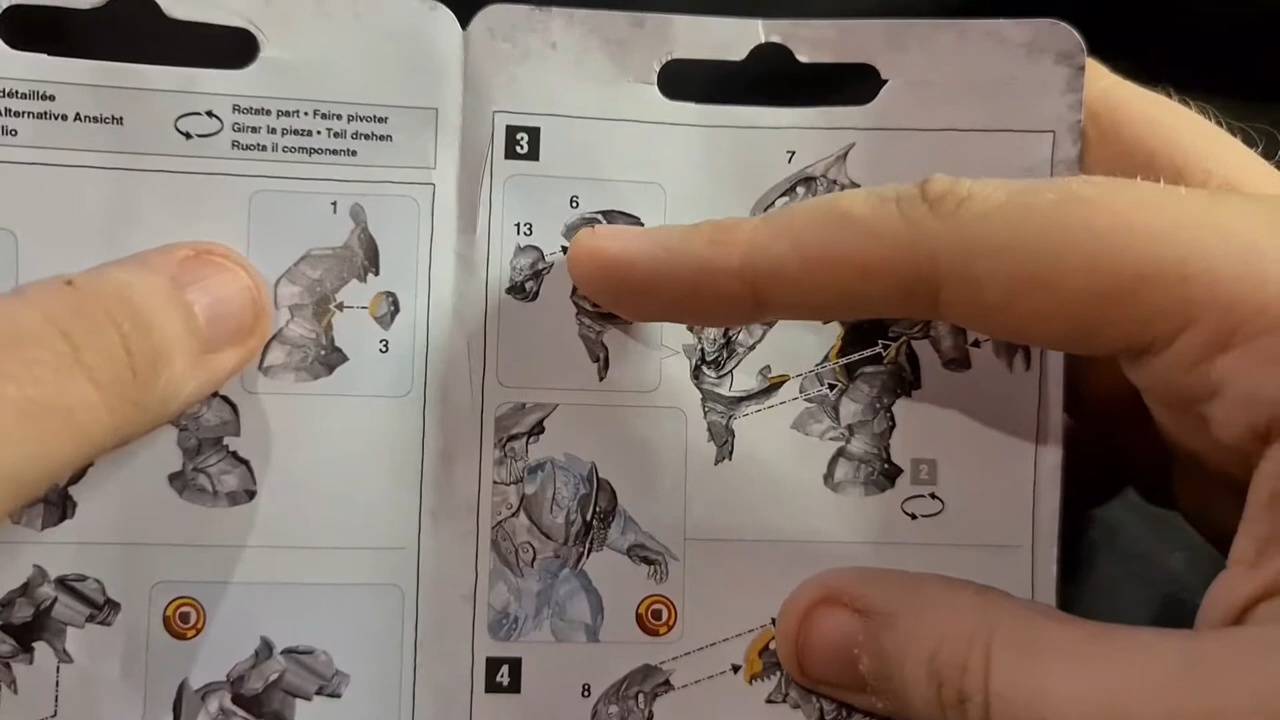 détaillée
Alternative Ansicht
lio
Rotate part • Faire pivoter
Girar la pieza • Teil drehen
Ruota il componente
1
3
3
7
6
13
2
4
8